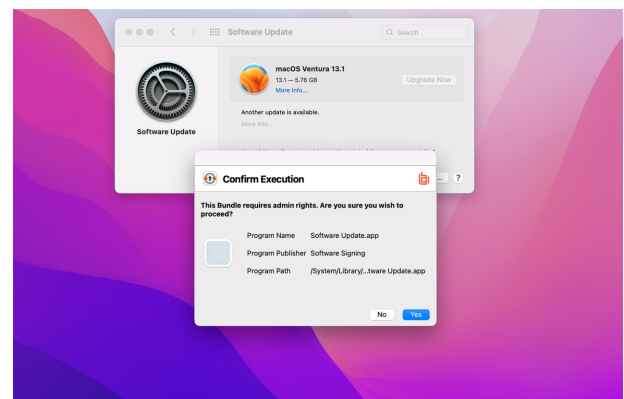 Software Update
Search
macOS Ventura 13.1
13.1 — 5.76 GB
More Info...
Upgrade Now
Another update is available.
More info...
Software Update
?
Confirm Execution
This Bundle requires admin rights. Are you sure you wish to
proceed?
Program Name Software Update.app
Program Publisher Software Signing
Program Path /System/Library/...tware Update.app
No Yes